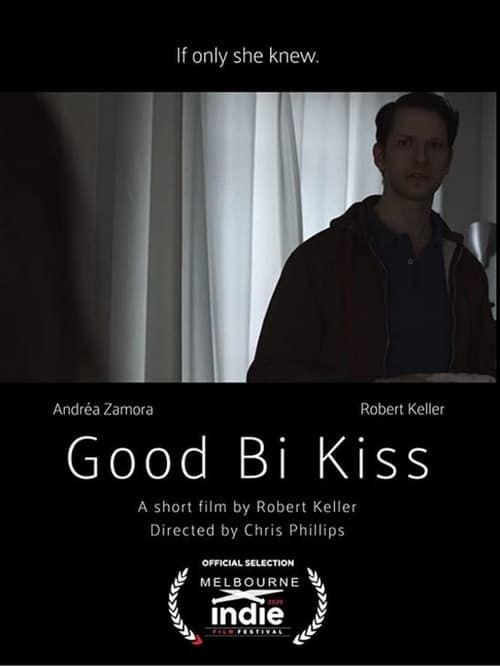 If only she knew.
Andréa Zamora
Robert Keller
Good Bi Kiss
A short film by Robert Keller
Directed by Chris Phillips
OFFICIAL SELECTION
MELBOURNE
indie
FILM FESTIVAL